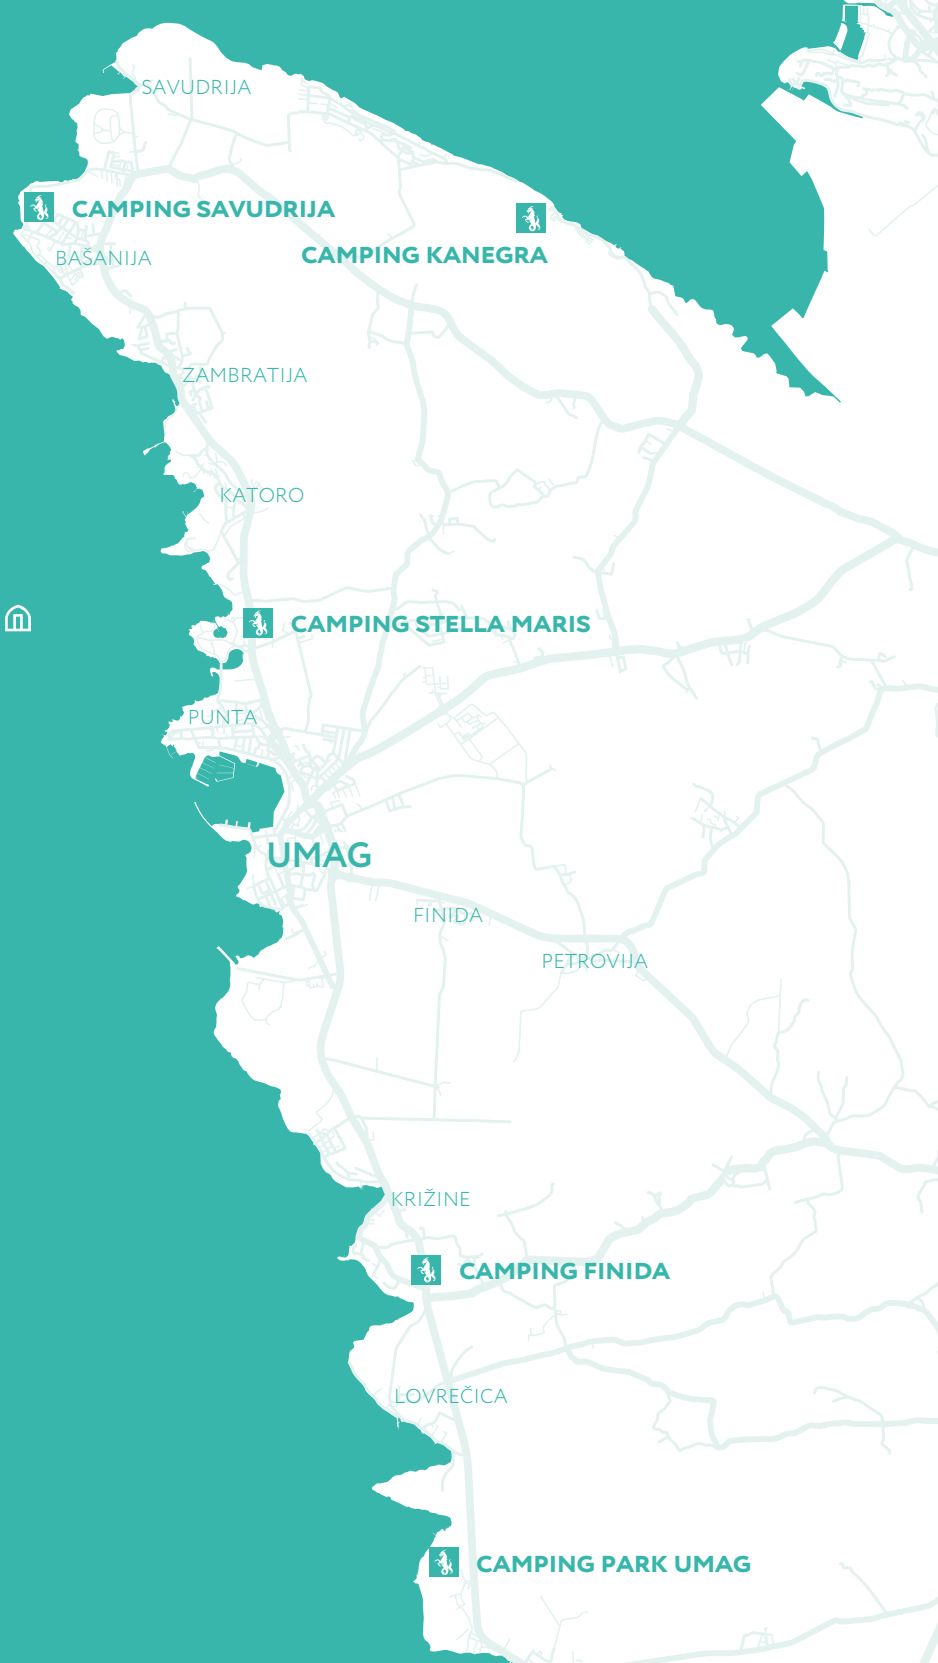 SAVUDRIJA
CAMPING SAVUDRIJA
CAMPING KANEGRA
BAŠANIJA
ZAMBRATIJA
KATORO
CAMPING STELLA MARIS
PUNTA
UMAG
FINIDA
PETROVIJA
KRIŽINE
CAMPING FINIDA
LOVREČICA
CAMPING PARK UMAG